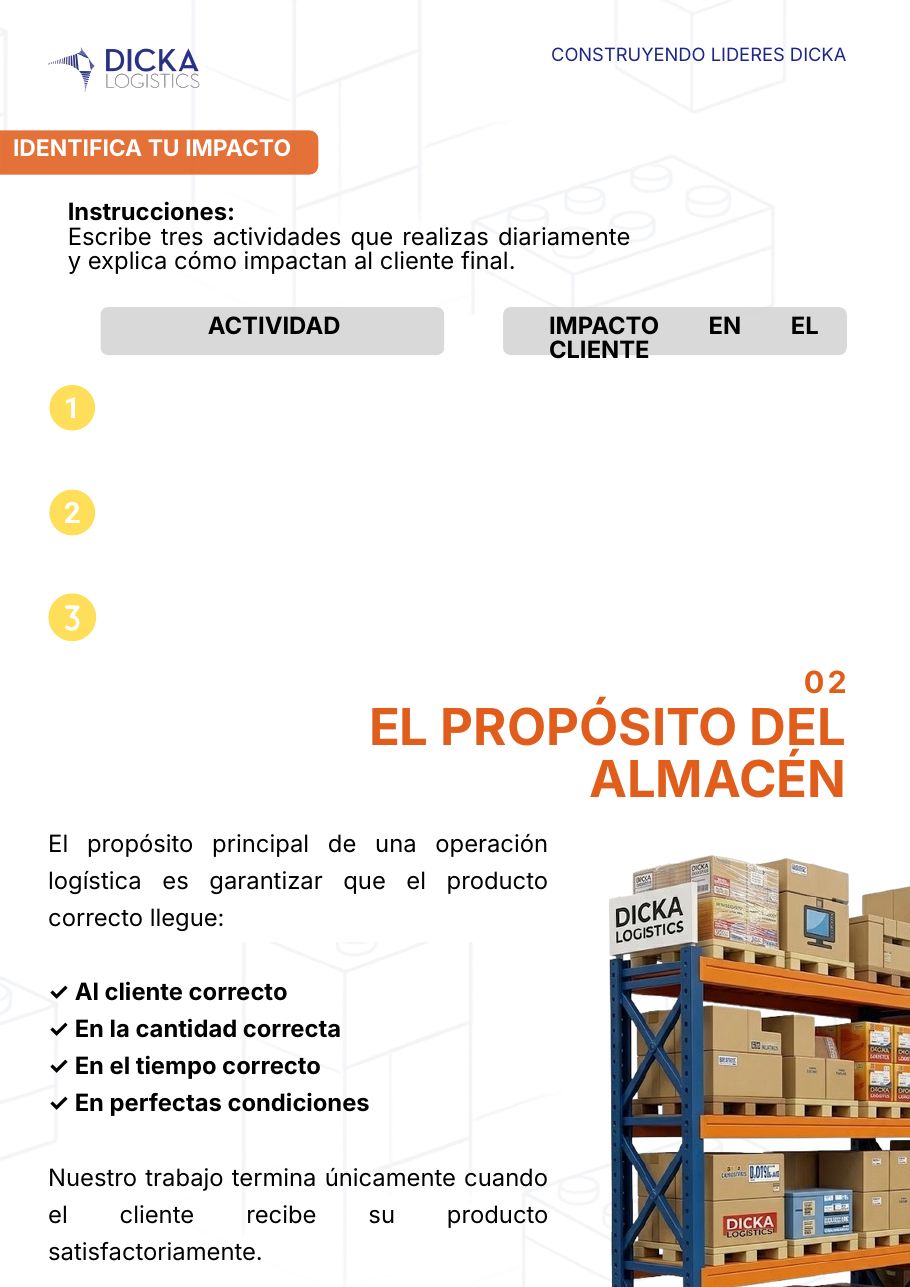 DICKA
LOGISTICS
CONSTRUYENDO LIDERES DICKA
IDENTIFICA TU IMPACTO
Instrucciones:
Escribe tres actividades que realizas diariamente
y explica cómo impactan al cliente final.
ACTIVIDAD
IMPACTO EN EL
CLIENTE
1
2
3
02
EL PROPÓSITO DEL
ALMACÉN
El propósito principal de una operación
logística es garantizar que el producto
correcto llegue:
✓ Al cliente correcto
✓ En la cantidad correcta
✓ En el tiempo correcto
✓ En perfectas condiciones
Nuestro trabajo termina únicamente cuando
el cliente recibe su producto
satisfactoriamente.
DICKA
LOGISTICS
DICKA
LOGISTICS